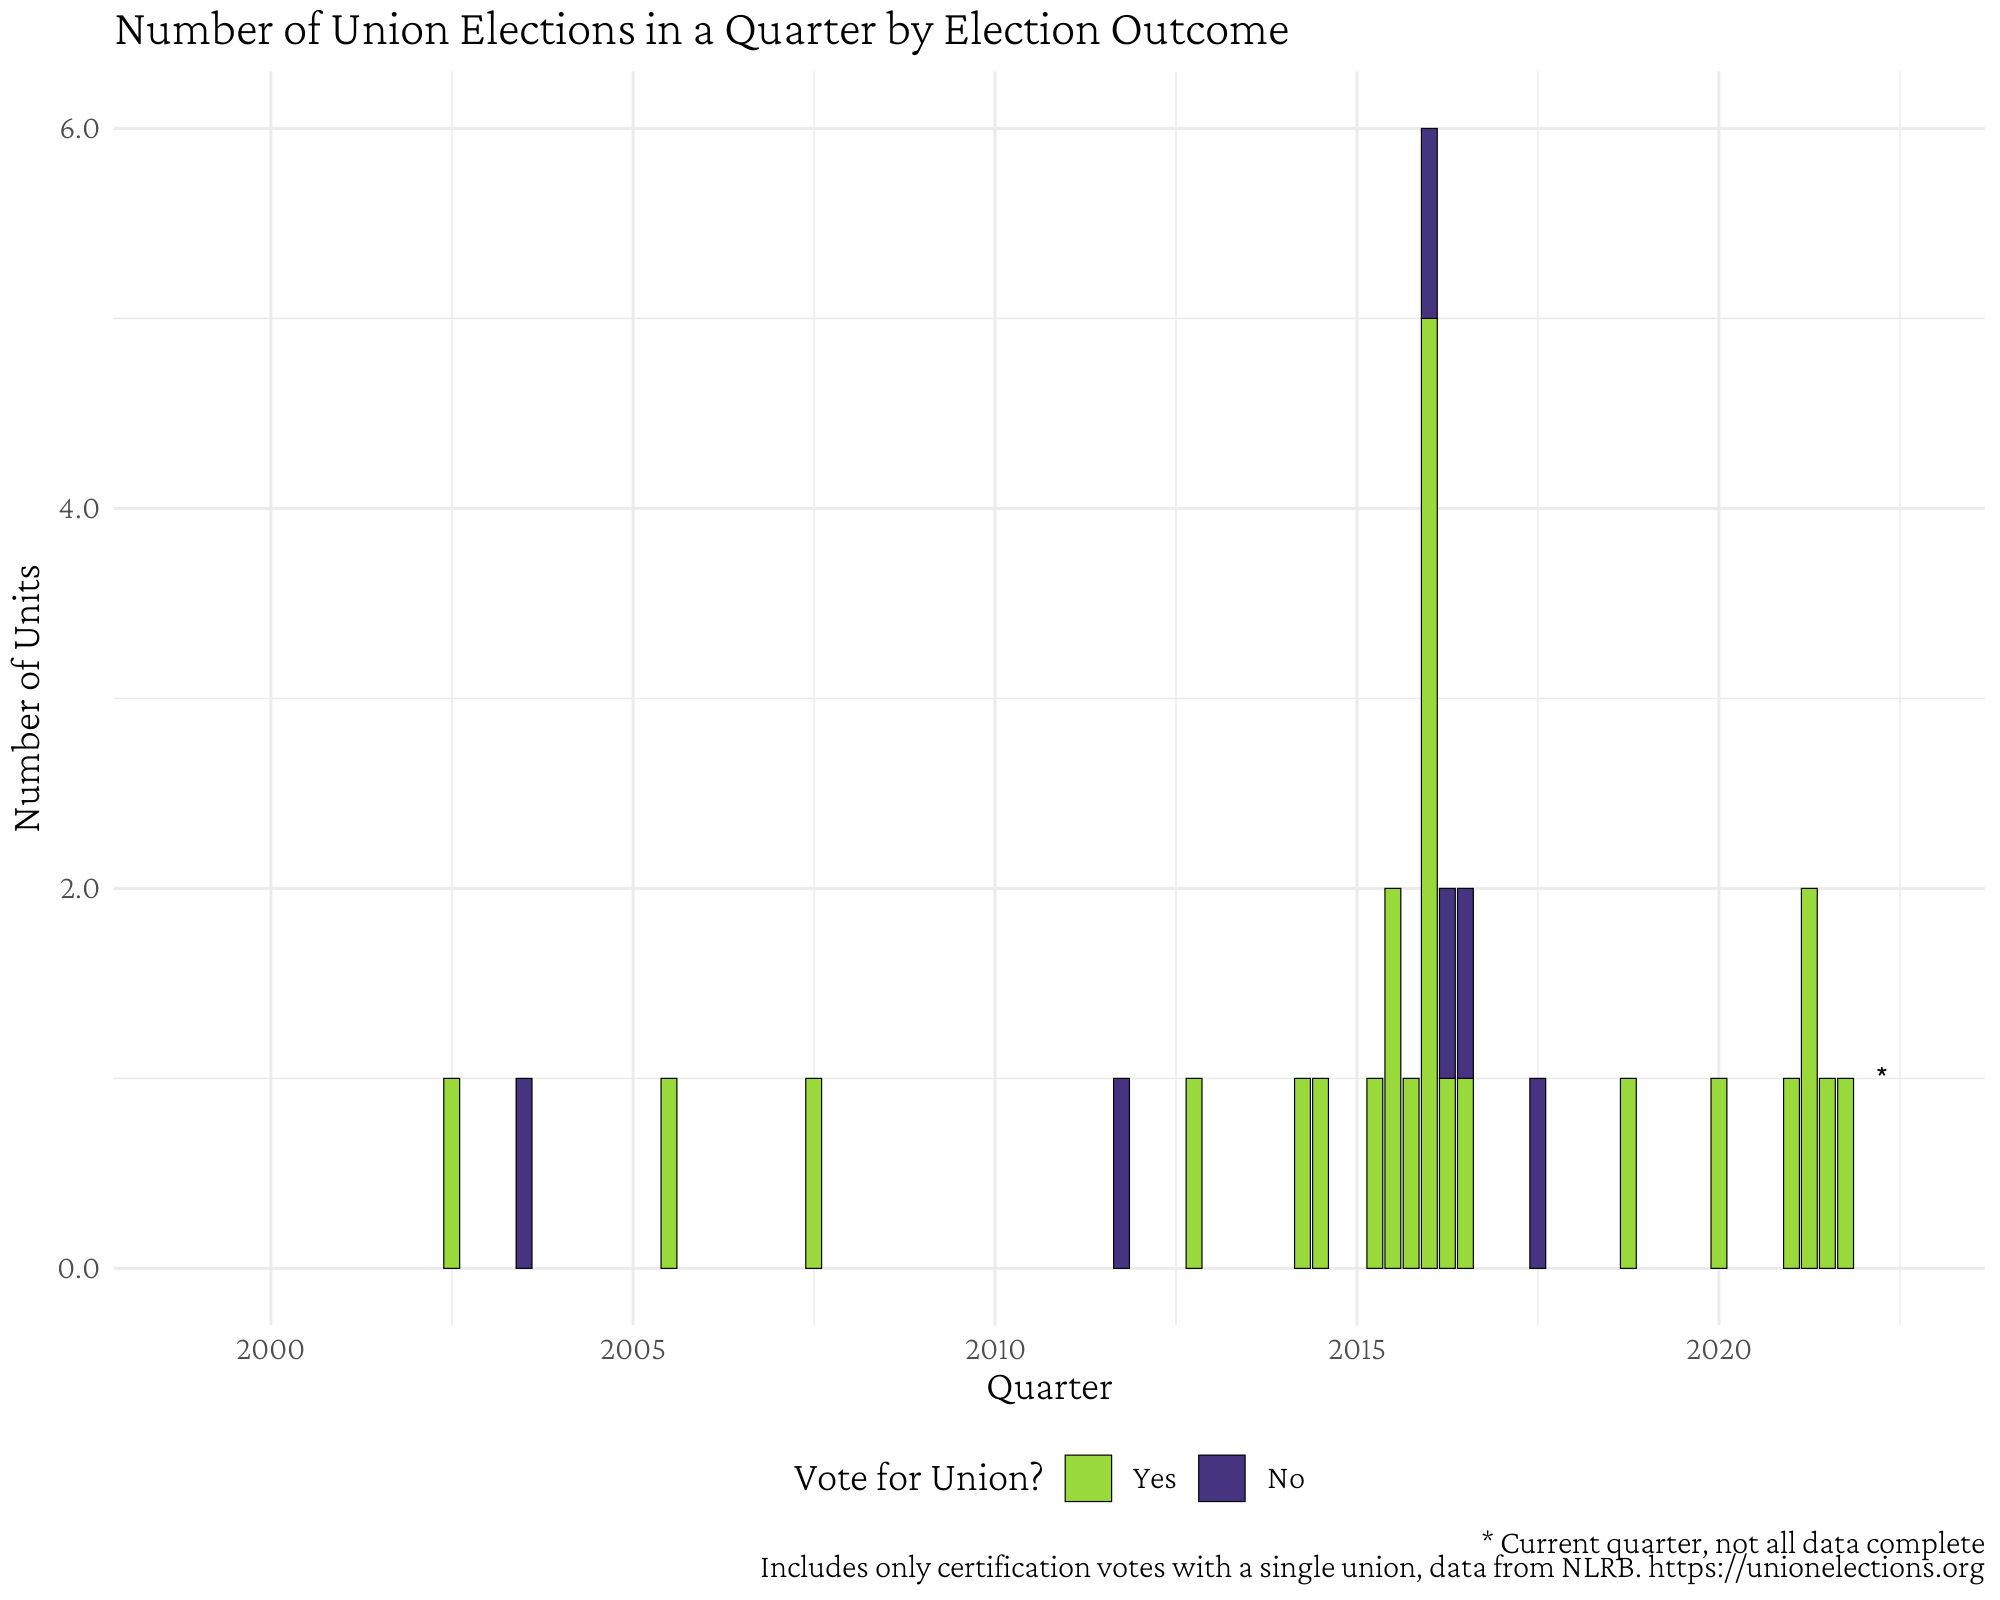 Number of Union Elections in a Quarter by Election Outcome
6.0
4.0
2.0
0.0
Number of Units
*
2000 2005 2010 2015 2020
Quarter
Vote for Union? Yes No
* Current quarter, not all data complete
Includes only certification votes with a single union, data from NLRB. https://unionelections.org